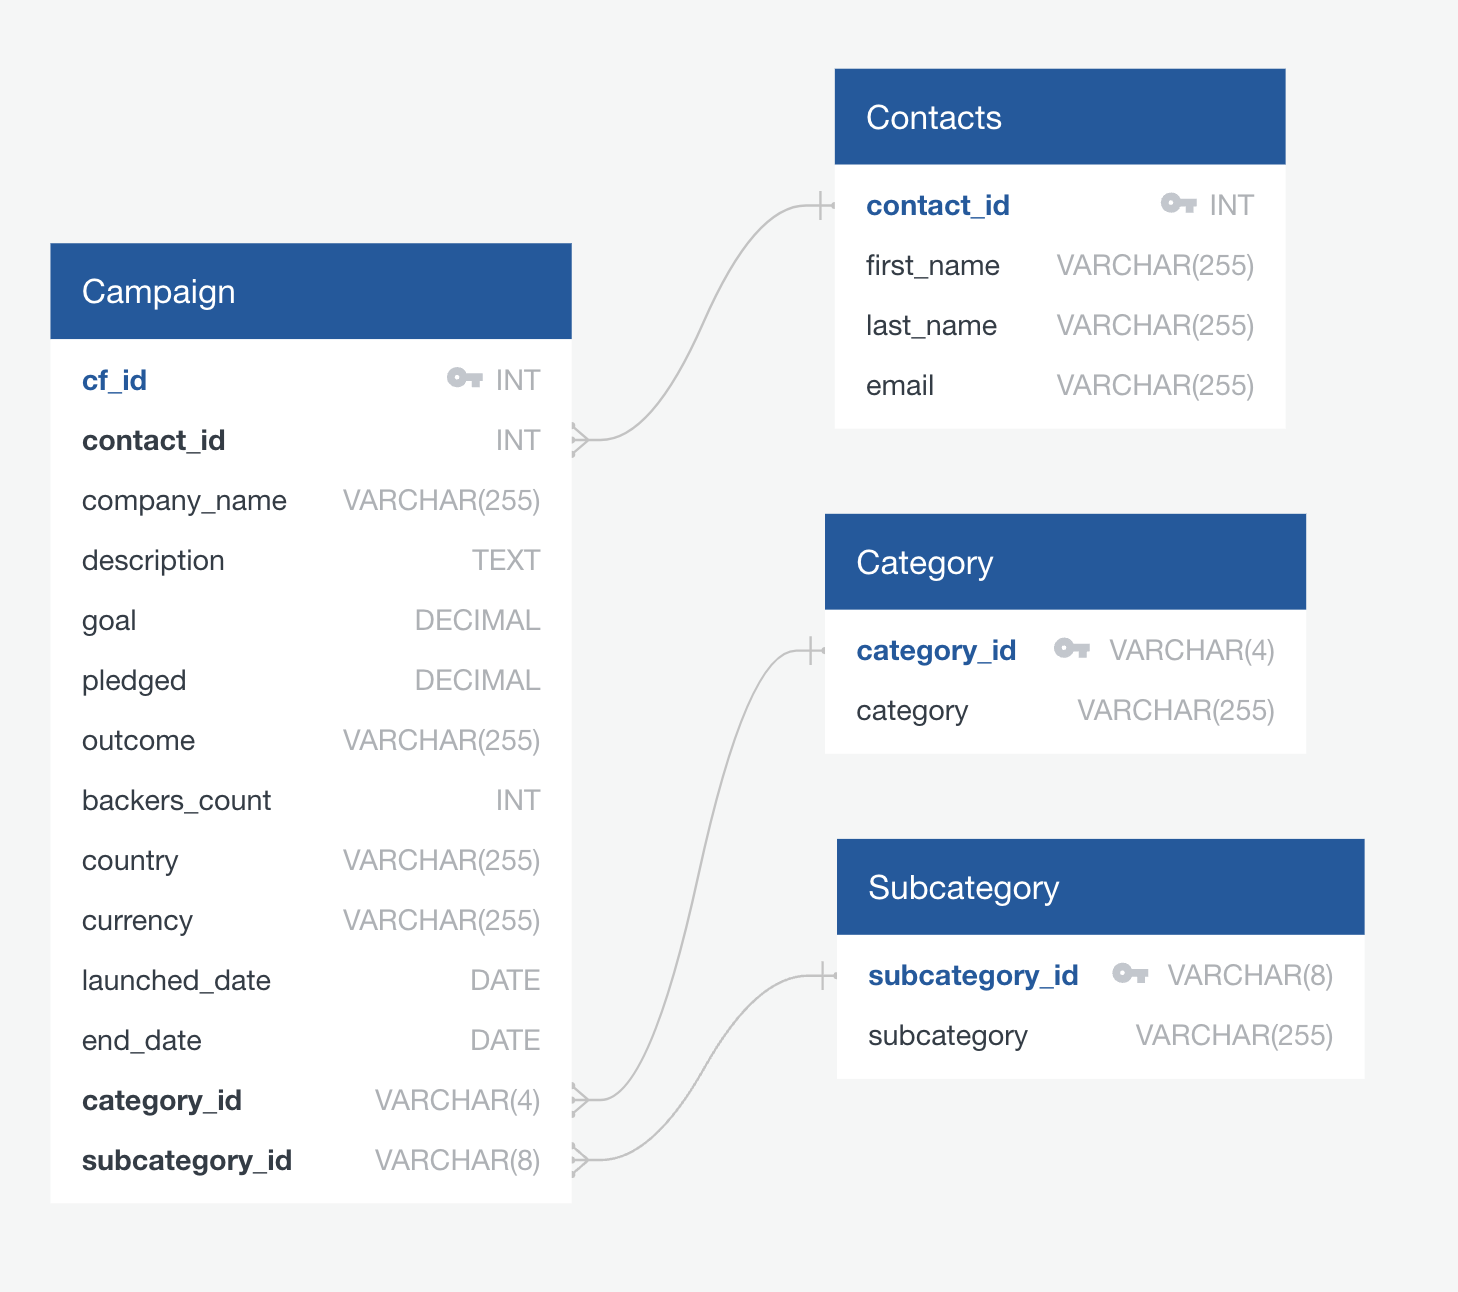 Campaign
cf_id INT
contact_id INT
company_name VARCHAR(255)
description TEXT
goal DECIMAL
pledged DECIMAL
outcome VARCHAR(255)
backers_count INT
country VARCHAR(255)
currency VARCHAR(255)
launched_date DATE
end_date DATE
category_id VARCHAR(4)
subcategory_id VARCHAR(8)
Contacts
contact_id INT
first_name VARCHAR(255)
last_name VARCHAR(255)
email VARCHAR(255)
Category
category_id VARCHAR(4)
category VARCHAR(255)
Subcategory
subcategory_id VARCHAR(8)
subcategory VARCHAR(255)